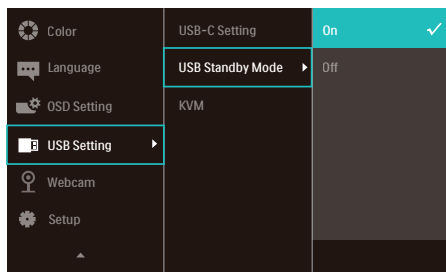 Color
Language
OSD Setting
USB Setting
Webcam
Setup
USB-C Setting
USB Standby Mode
KVM
On
Off